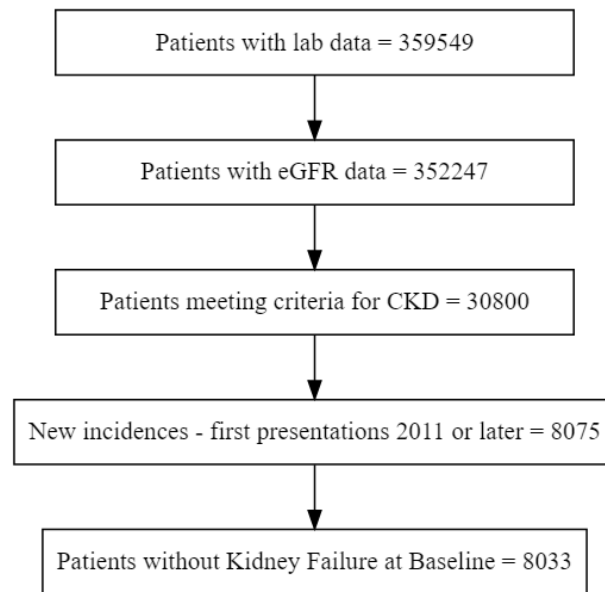 Patients with lab data = 359549
Patients with eGFR data = 352247
Patients meeting criteria for CKD = 30800
New incidences - first presentations 2011 or later = 8075
Patients without Kidney Failure at Baseline = 8033